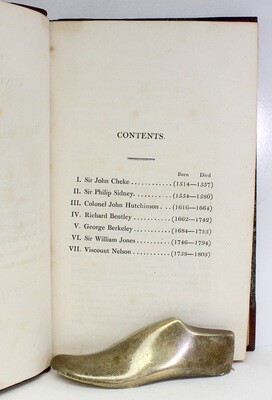 CONTENTS.
Born Died
I. Sir John Cheke ........... (1514—1557)
II. Sir Philip Sidney .......... (1554—1586)
III. Colonel John Hutchinson ... (1616—1664)
IV. Richard Bentley .......... (1662—1742)
V. George Berkeley .......... (1684—1753)
VI. Sir William Jones .......... (1746—1794)
VII. Viscount Nelson .......... (1758—1805)